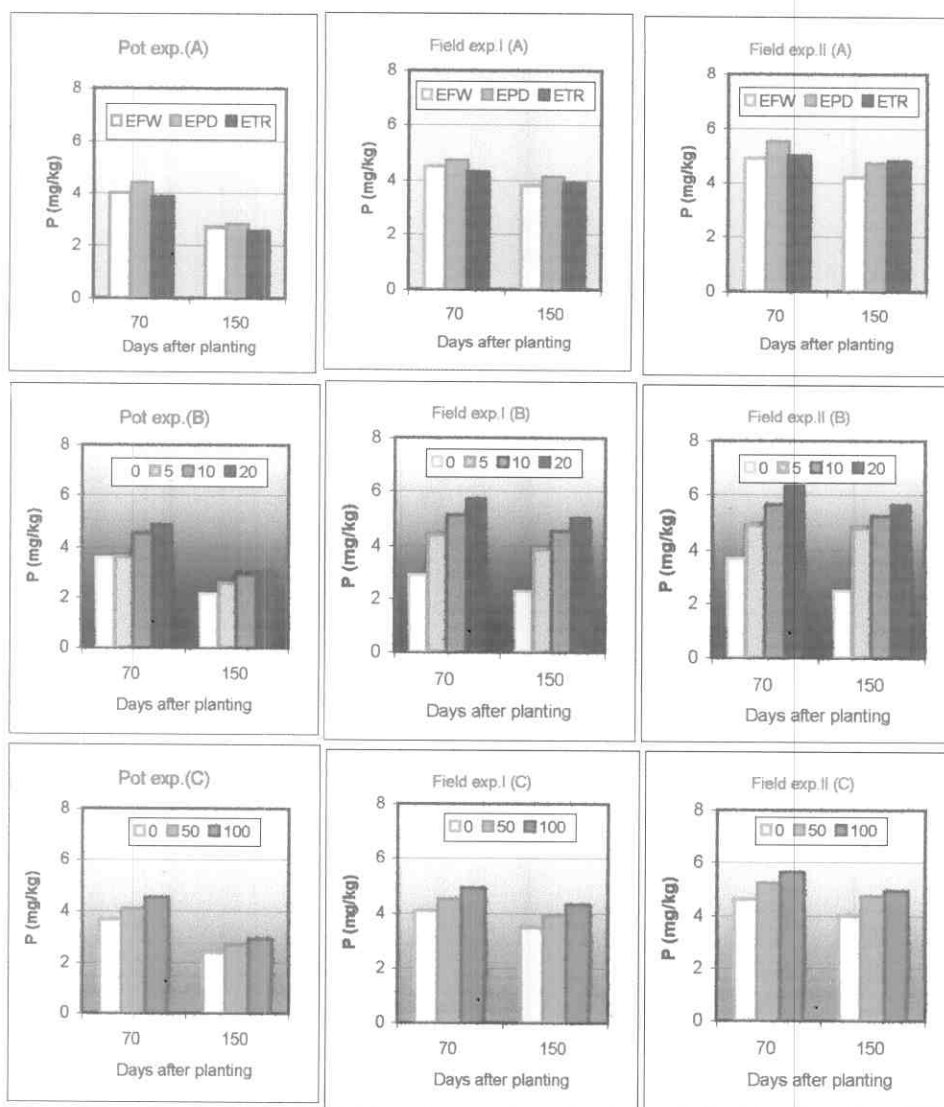 Pot exp.(A)
8
6
4
2
0
P (mg/kg)
EFW EPD ETR
70 150
Days after planting
Field exp.I (A)
8
6
4
2
0
P (mg/kg)
EFW EPD ETR
70 150
Days after planting
Field exp.II (A)
8
6
4
2
0
P (mg/kg)
EFW EPD ETR
70 150
Days after planting
Pot exp.(B)
8
6
4
2
0
P (mg/kg)
0 5 10 20
70 150
Days after planting
Field exp.I (B)
8
6
4
2
0
P (mg/kg)
0 5 10 20
70 150
Days after planting
Field exp.II (B)
8
6
4
2
0
P (mg/kg)
0 5 10 20
70 150
Days after planting
Pot exp.(C)
8
6
4
2
0
P (mg/kg)
0 50 100
70 150
Days after planting
Field exp.I (C)
8
6
4
2
0
P (mg/kg)
0 50 100
70 150
Days after planting
Field exp.II (C)
8
6
4
2
0
P (mg/kg)
0 50 100
70 150
Days after planting